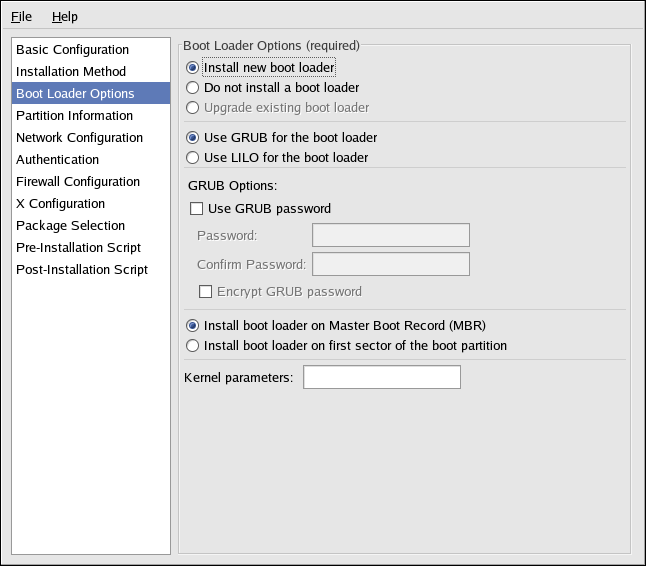 File Help
Basic Configuration
Installation Method
Boot Loader Options
Partition Information
Network Configuration
Authentication
Firewall Configuration
X Configuration
Package Selection
Pre-Installation Script
Post-Installation Script
Boot Loader Options (required)
Install new boot loader
Do not install a boot loader
Upgrade existing boot loader
Use GRUB for the boot loader
Use LILO for the boot loader
GRUB Options:
Use GRUB password
Password:
Confirm Password:
Encrypt GRUB password
Install boot loader on Master Boot Record (MBR)
Install boot loader on first sector of the boot partition
Kernel parameters: